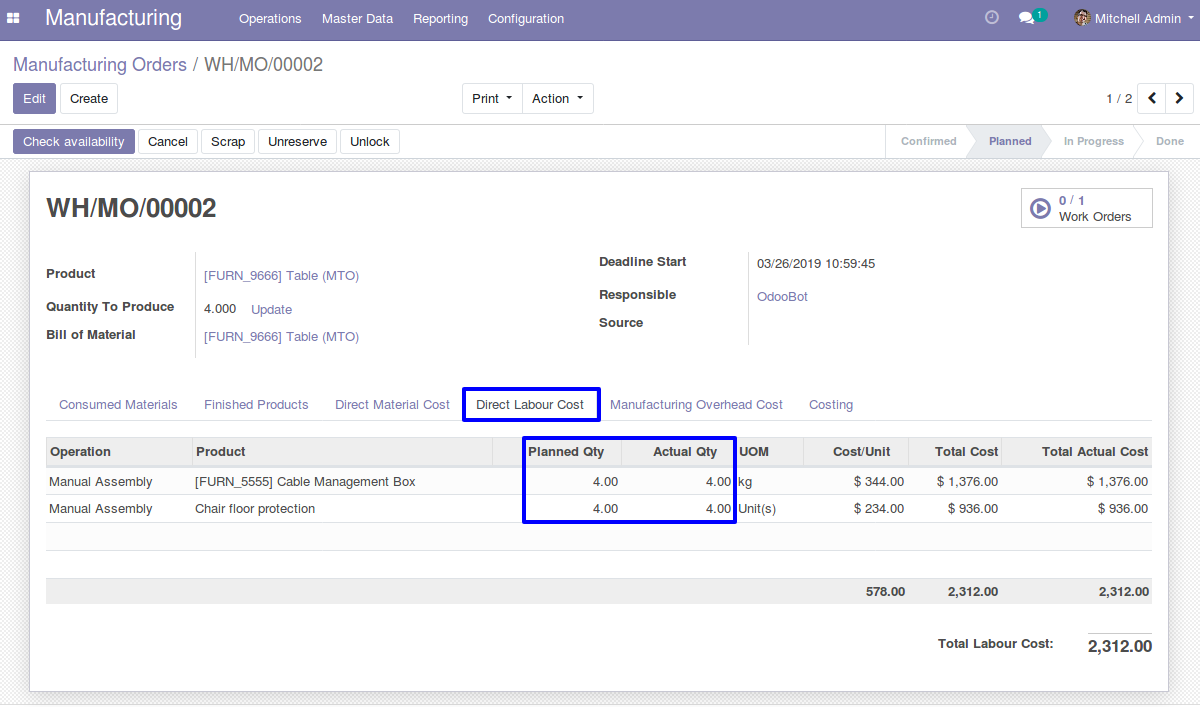 Manufacturing Operations Master Data Reporting Configuration 1 Mitchell Admin
Manufacturing Orders / WH/MO/00002
Edit Create Print Action 1 / 2
Check availability Cancel Scrap Unreserve Unlock Confirmed Planned In Progress Done
WH/MO/00002
0 / 1
Work Orders
Product [FURN_9666] Table (MTO)
Quantity To Produce 4.000 Update
Bill of Material [FURN_9666] Table (MTO)
Deadline Start 03/26/2019 10:59:45
Responsible OdooBot
Source
Consumed Materials Finished Products Direct Material Cost Direct Labour Cost Manufacturing Overhead Cost Costing
Operation Product Planned Qty Actual Qty UOM Cost/Unit Total Cost Total Actual Cost
Manual Assembly [FURN_5555] Cable Management Box 4.00 4.00 kg $ 344.00 $ 1,376.00 $ 1,376.00
Manual Assembly Chair floor protection 4.00 4.00 Unit(s) $ 234.00 $ 936.00 $ 936.00
578.00 2,312.00 2,312.00
Total Labour Cost: 2,312.00